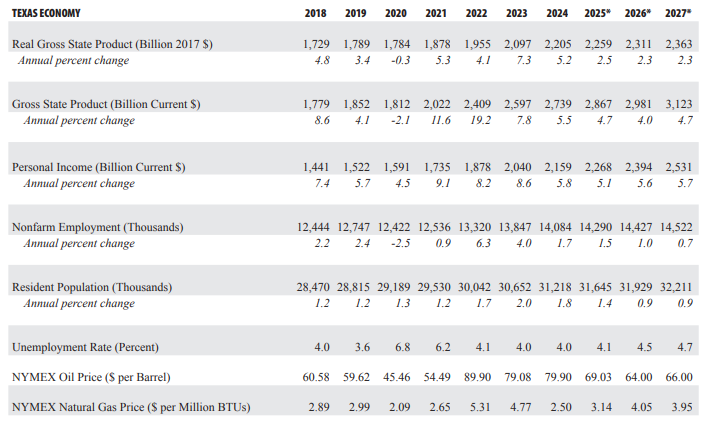 TEXAS ECONOMY 2018 2019 2020 2021 2022 2023 2024 2025* 2026* 2027*
Real Gross State Product (Billion 2017 $) 1,729 1,789 1,784 1,878 1,955 2,097 2,205 2,259 2,311 2,363
Annual percent change 4.8 3.4 -0.3 5.3 4.1 7.3 5.2 2.5 2.3 2.3
Gross State Product (Billion Current $) 1,779 1,852 1,812 2,022 2,409 2,597 2,739 2,867 2,981 3,123
Annual percent change 8.6 4.1 -2.1 11.6 19.2 7.8 5.5 4.7 4.0 4.7
Personal Income (Billion Current $) 1,441 1,522 1,591 1,735 1,878 2,040 2,159 2,268 2,394 2,531
Annual percent change 7.4 5.7 4.5 9.1 8.2 8.6 5.8 5.1 5.6 5.7
Nonfarm Employment (Thousands) 12,444 12,747 12,422 12,536 13,320 13,847 14,084 14,290 14,427 14,522
Annual percent change 2.2 2.4 -2.5 0.9 6.3 4.0 1.7 1.5 1.0 0.7
Resident Population (Thousands) 28,470 28,815 29,189 29,530 30,042 30,652 31,218 31,645 31,929 32,211
Annual percent change 1.2 1.2 1.3 1.2 1.7 2.0 1.8 1.4 0.9 0.9
Unemployment Rate (Percent) 4.0 3.6 6.8 6.2 4.1 4.0 4.0 4.1 4.5 4.7
NYMEX Oil Price ($ per Barrel) 60.58 59.62 45.46 54.49 89.90 79.08 79.90 69.03 64.00 66.00
NYMEX Natural Gas Price ($ per Million BTUs) 2.89 2.99 2.09 2.65 5.31 4.77 2.50 3.14 4.05 3.95